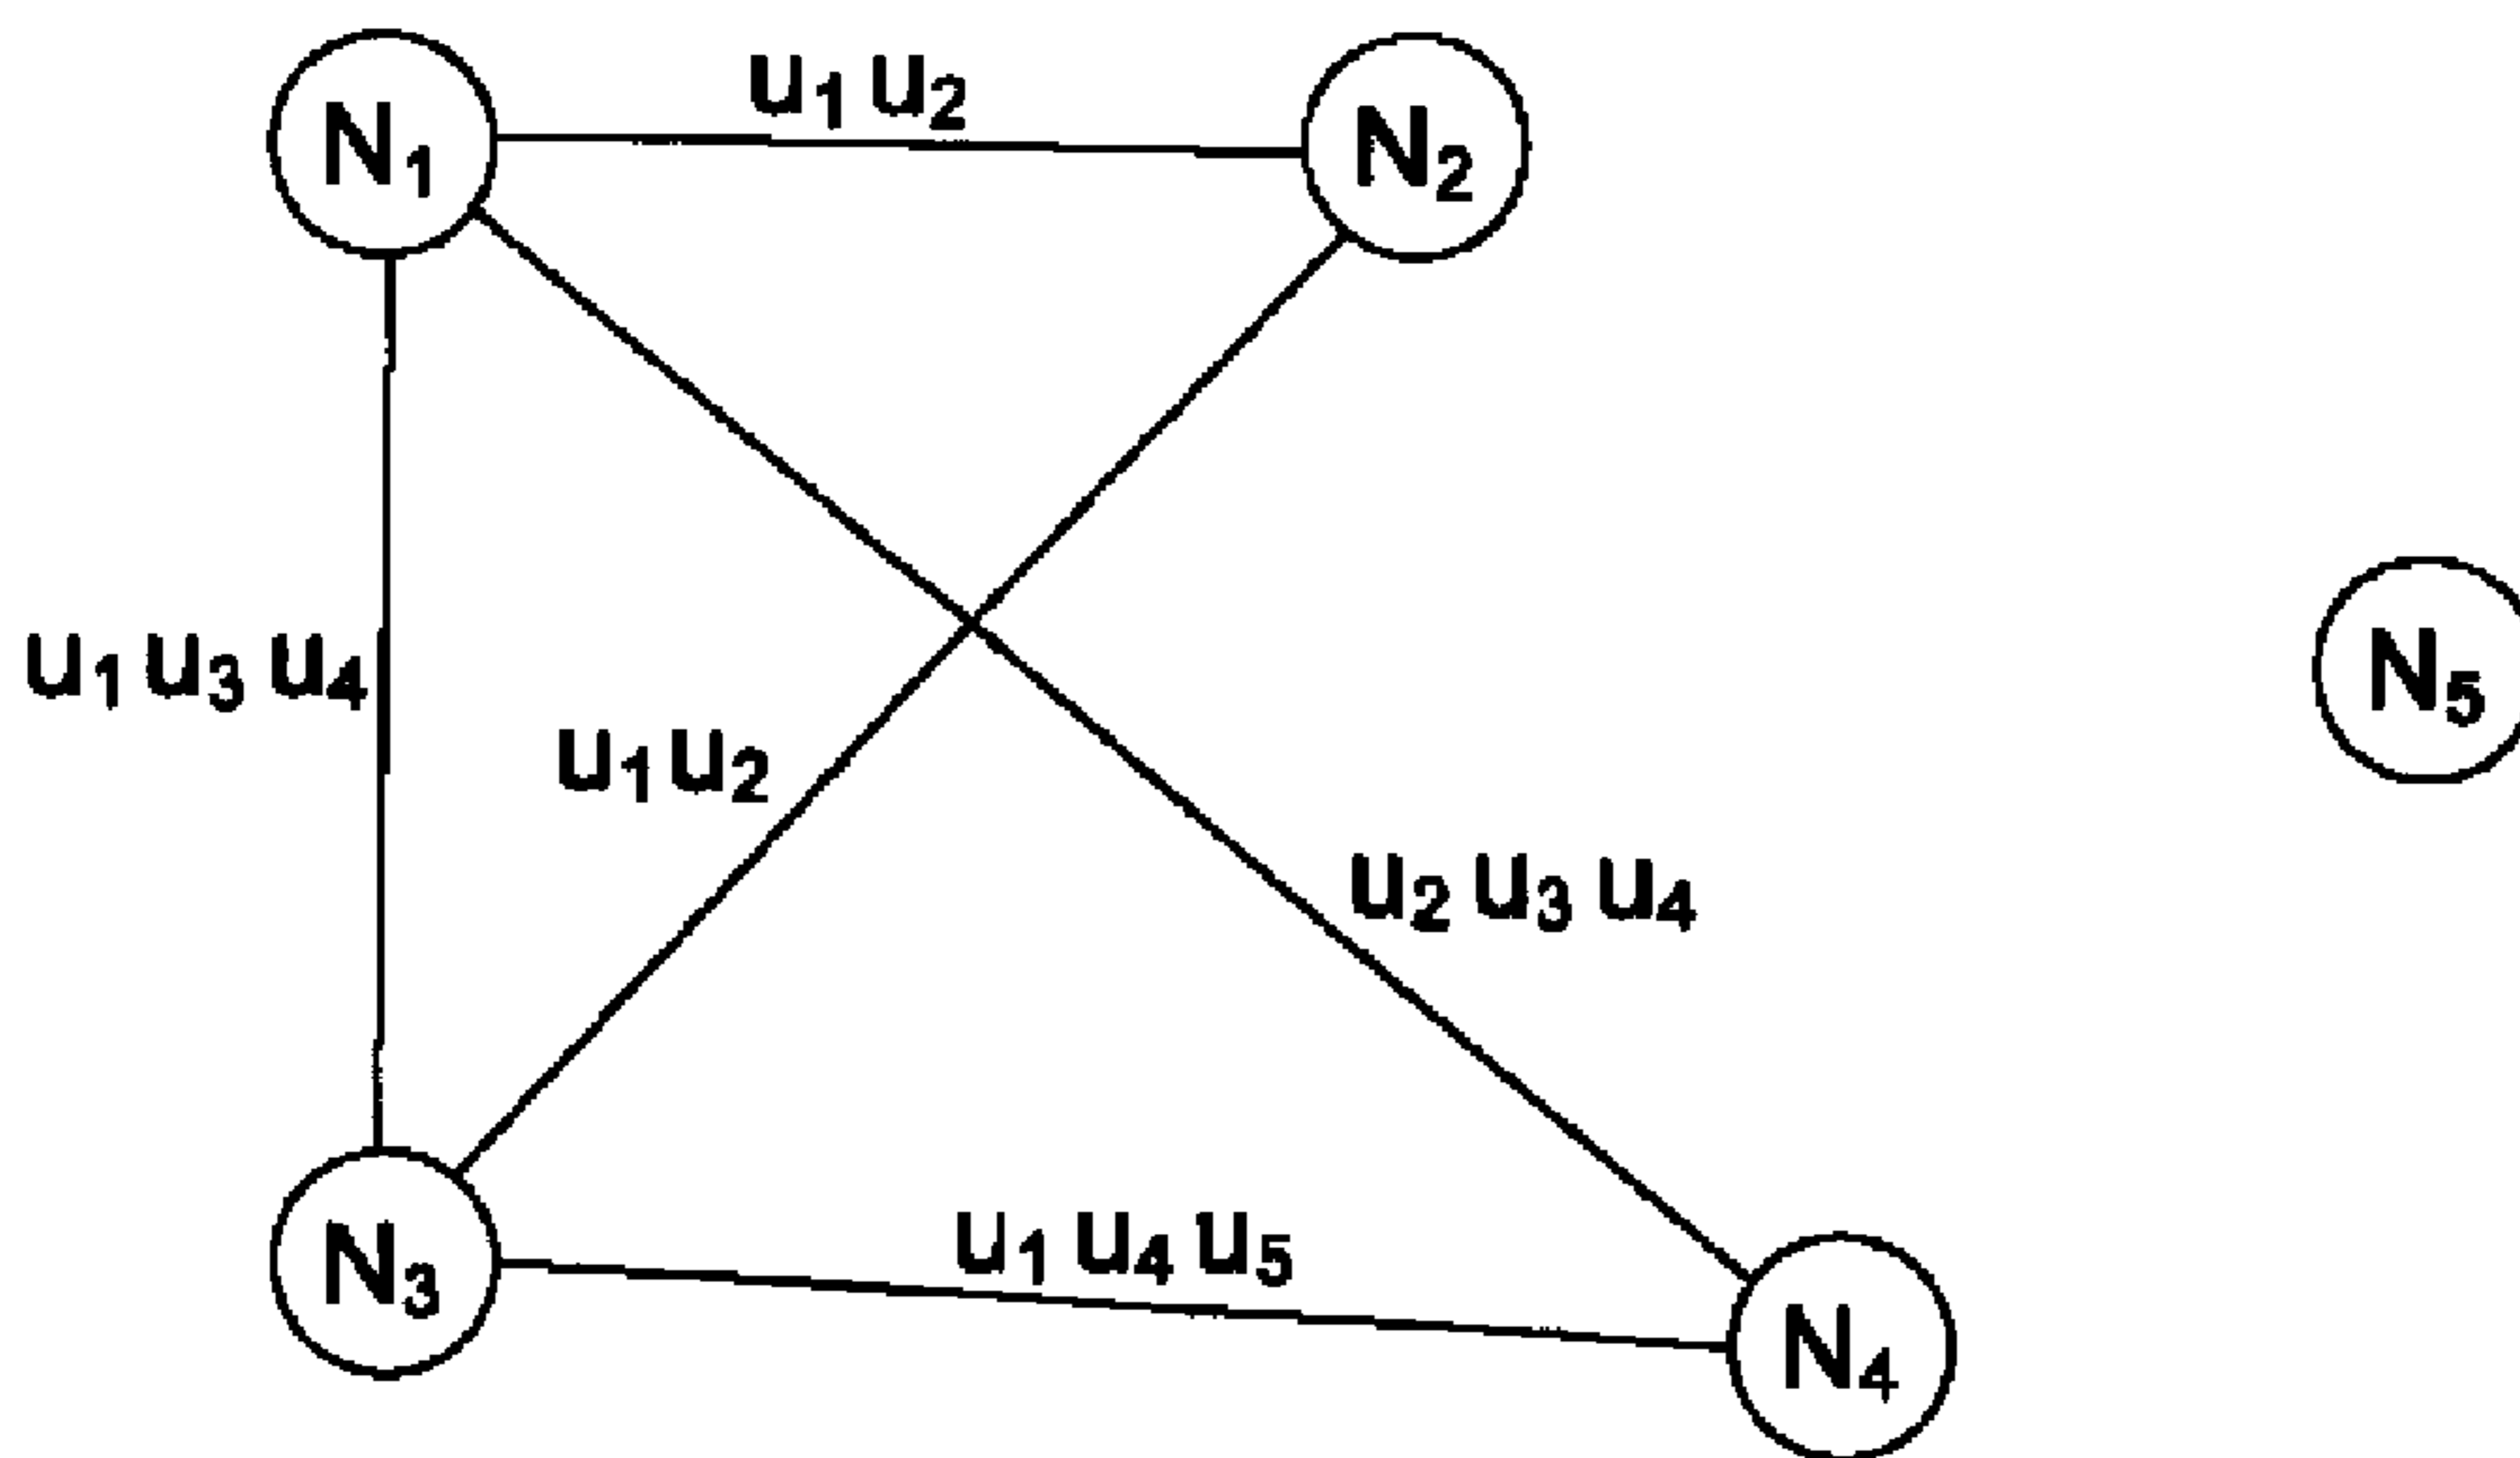 u₁ u₂
N₁
N₂
u₁ u₃ u₄
N₅
u₁ u₂
u₂ u₃ u₄
u₁ u₄ u₅
N₃
N₄